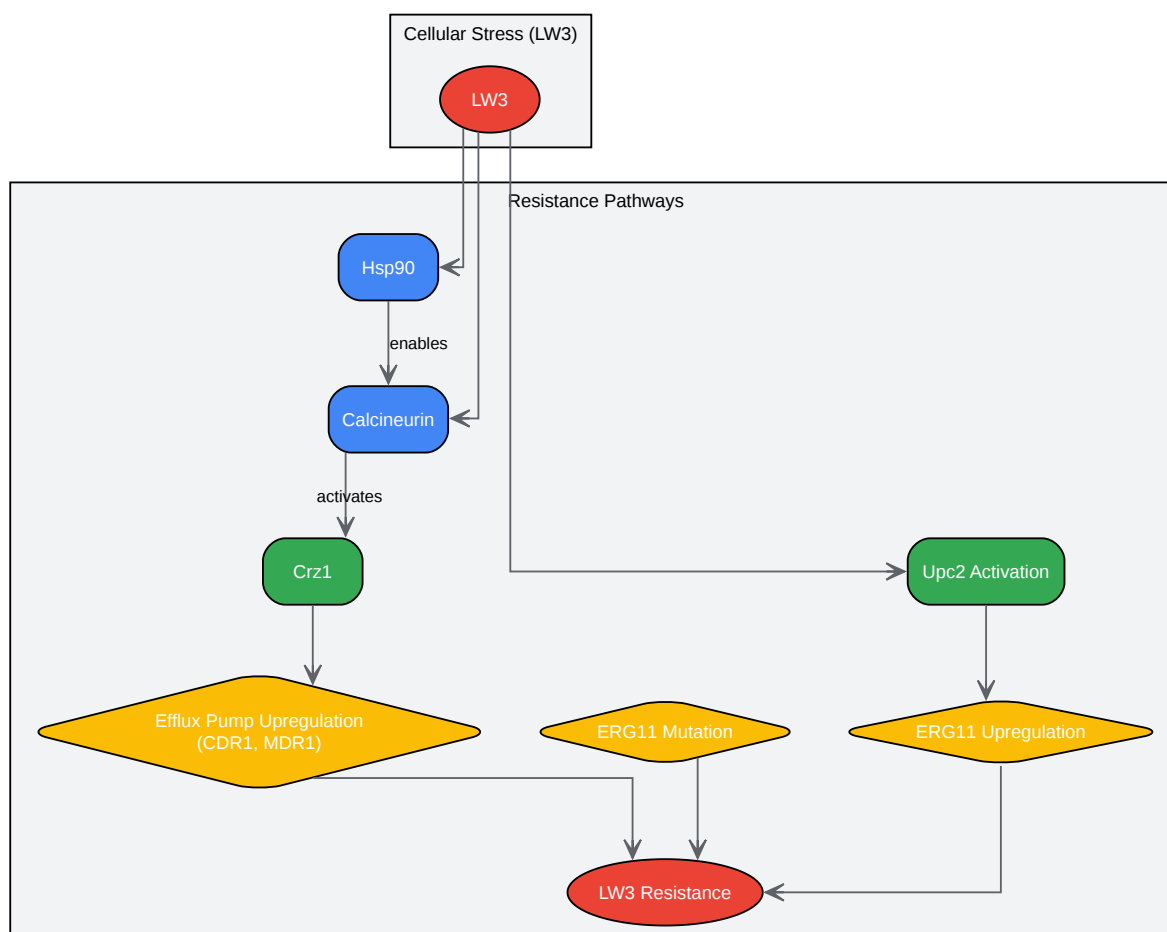 Cellular Stress (LW3)
LW3
Resistance Pathways
Hsp90
enables
Calcineurin
activates
Crz1
Upc2 Activation
Efflux Pump Upregulation
(CDR1, MDR1)
ERG11 Mutation
ERG11 Upregulation
LW3 Resistance